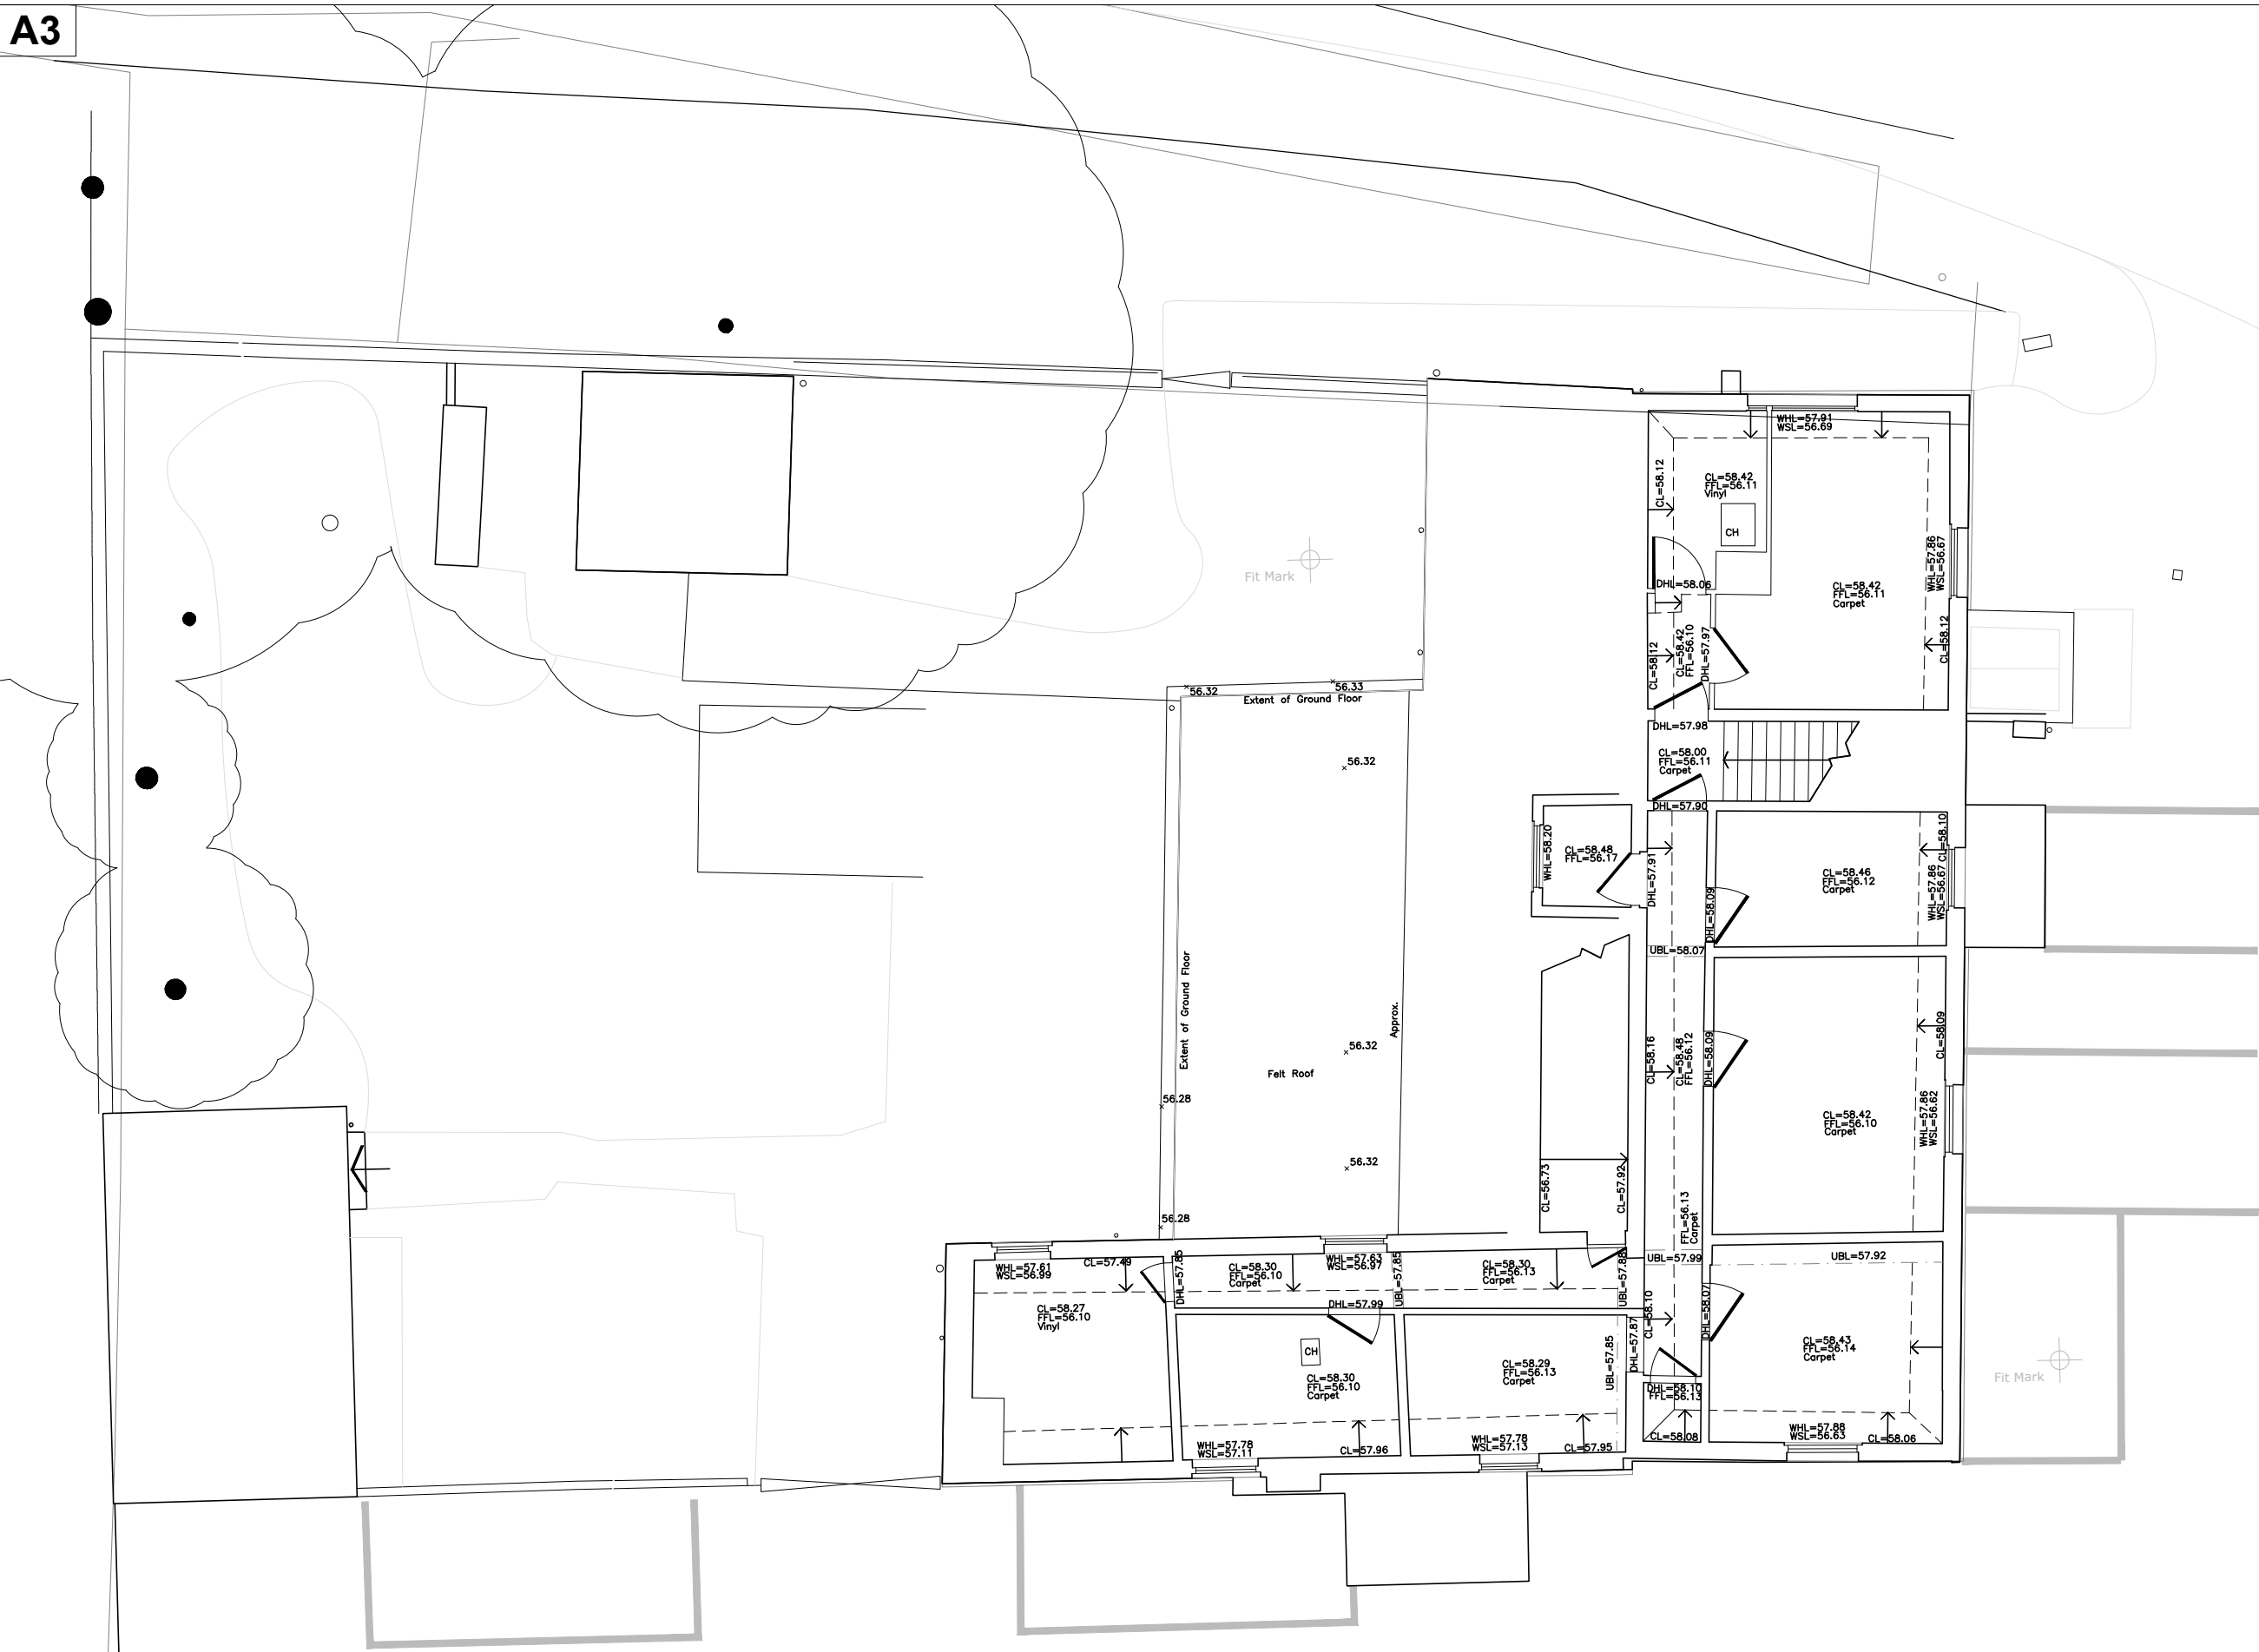 A3
WHL=57.91
WSL=56.69
CL=58.12
CL=58.42
FFL=56.11
Vinyl
CH
WHL=57.86
WSL=56.67
Fit Mark
DHL=58.06
CL=58.42
FFL=56.11
Carpet
CL=58.12
CL=58.42
FFL=56.10
DHL=57.97
CL=58.12
56.32
56.33
Extent of Ground Floor
DHL=57.98
56.32
CL=58.00
FFL=56.11
Carpet
DHL=57.90
WHL=58.20
CL=58.48
FFL=56.17
DHL=57.91
DHL=58.09
CL=58.46
FFL=56.12
Carpet
CL=58.10
WHL=57.86
WSL=56.67
UBL=58.07
Extent of Ground Floor
Approx.
56.32
Felt Roof
CL=58.16
CL=58.48
FFL=56.12
DHL=58.09
CL=58.09
56.28
WHL=57.86
WSL=56.62
CL=58.42
FFL=56.10
Carpet
56.32
CL=56.73
CL=57.92
FFL=56.13
Carpet
56.28
UBL=57.99
UBL=57.92
WHL=57.61
WSL=56.99
CL=57.49
DHL=57.85
CL=58.30
FFL=56.10
Carpet
WHL=57.63
WSL=56.97
UBL=57.85
CL=58.30
FFL=56.13
Carpet
UBL=57.88
CL=58.27
FFL=56.10
Vinyl
DHL=57.99
CL=58.10
DHL=58.07
DHL=57.87
CH
CL=58.30
FFL=56.10
Carpet
CL=58.29
FFL=56.13
Carpet
UBL=57.85
CL=58.43
FFL=56.14
Carpet
Fit Mark
DHL=58.10
FFL=56.13
WHL=57.78
WSL=57.11
CL=57.96
WHL=57.78
WSL=57.13
CL=57.95
CL=58.08
WHL=57.88
WSL=56.63
CL=58.06